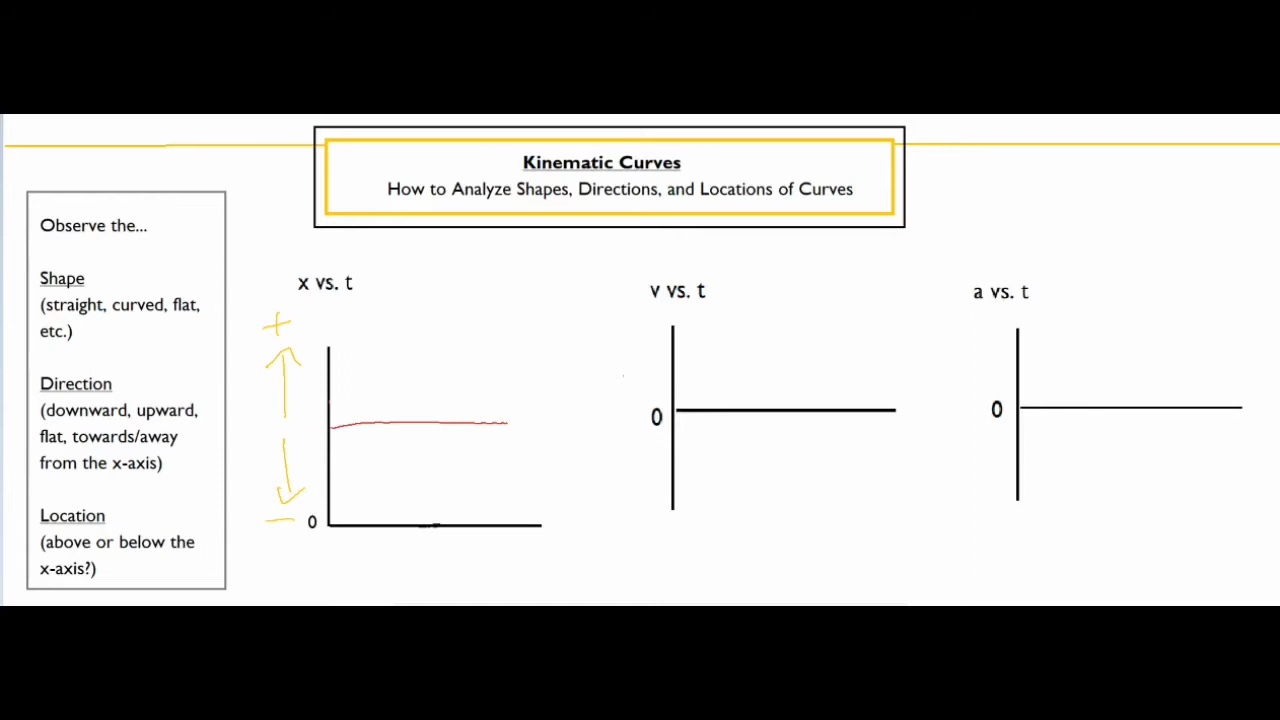 Kinematic Curves
How to Analyze Shapes, Directions, and Locations of Curves
Observe the...
Shape
(straight, curved, flat,
etc.)
Direction
(downward, upward,
flat, towards/away
from the x-axis)
Location
(above or below the
x-axis?)
x vs. t
+
−
0
v vs. t
0
a vs. t
0